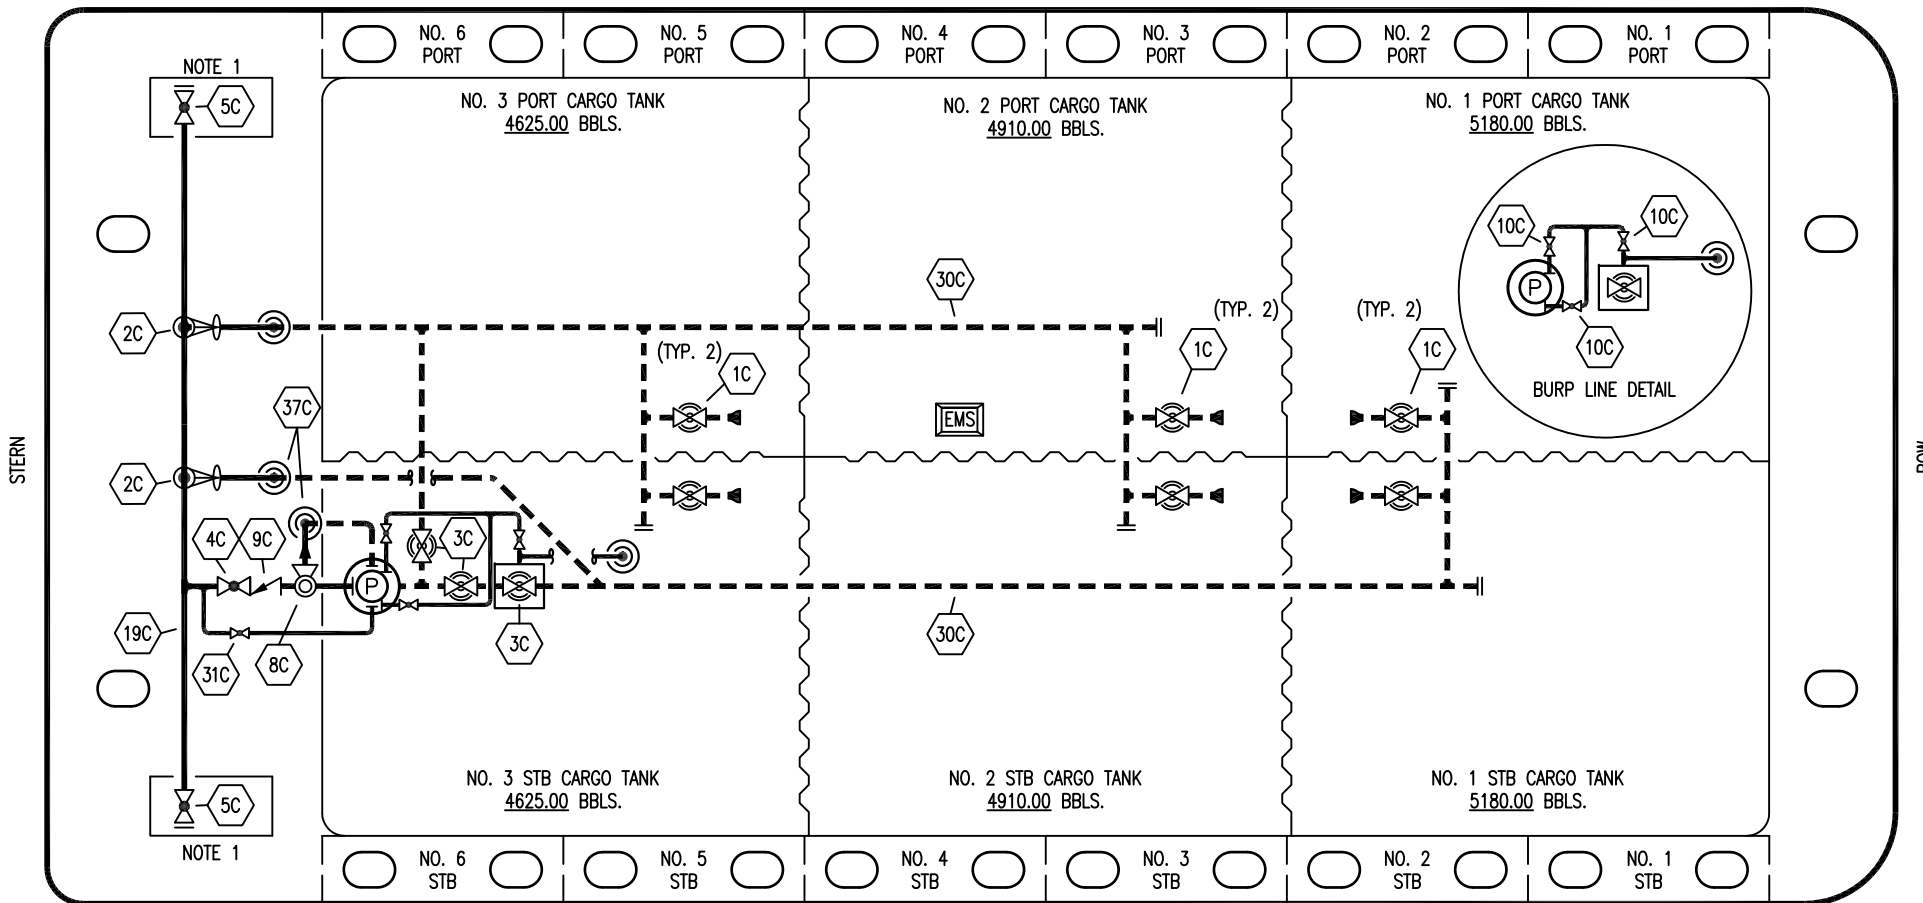 NO. 6
PORT
NO. 5
PORT
NO. 4
PORT
NO. 3
PORT
NO. 2
PORT
NO. 1
PORT
NOTE 1
5C
NO. 3 PORT CARGO TANK
4625.00 BBLS.
NO. 2 PORT CARGO TANK
4910.00 BBLS.
NO. 1 PORT CARGO TANK
5180.00 BBLS.
10C
10C
P
10C
BURP LINE DETAIL
30C
(TYP. 2)
(TYP. 2)
2C
(TYP. 2)
1C
1C
1C
37C
EMS
STERN
2C
4C
9C
3C
P
19C
31C
8C
3C
30C
5C
NOTE 1
NO. 3 STB CARGO TANK
4625.00 BBLS.
NO. 2 STB CARGO TANK
4910.00 BBLS.
NO. 1 STB CARGO TANK
5180.00 BBLS.
NO. 6
STB
NO. 5
STB
NO. 4
STB
NO. 3
STB
NO. 2
STB
NO. 1
STB